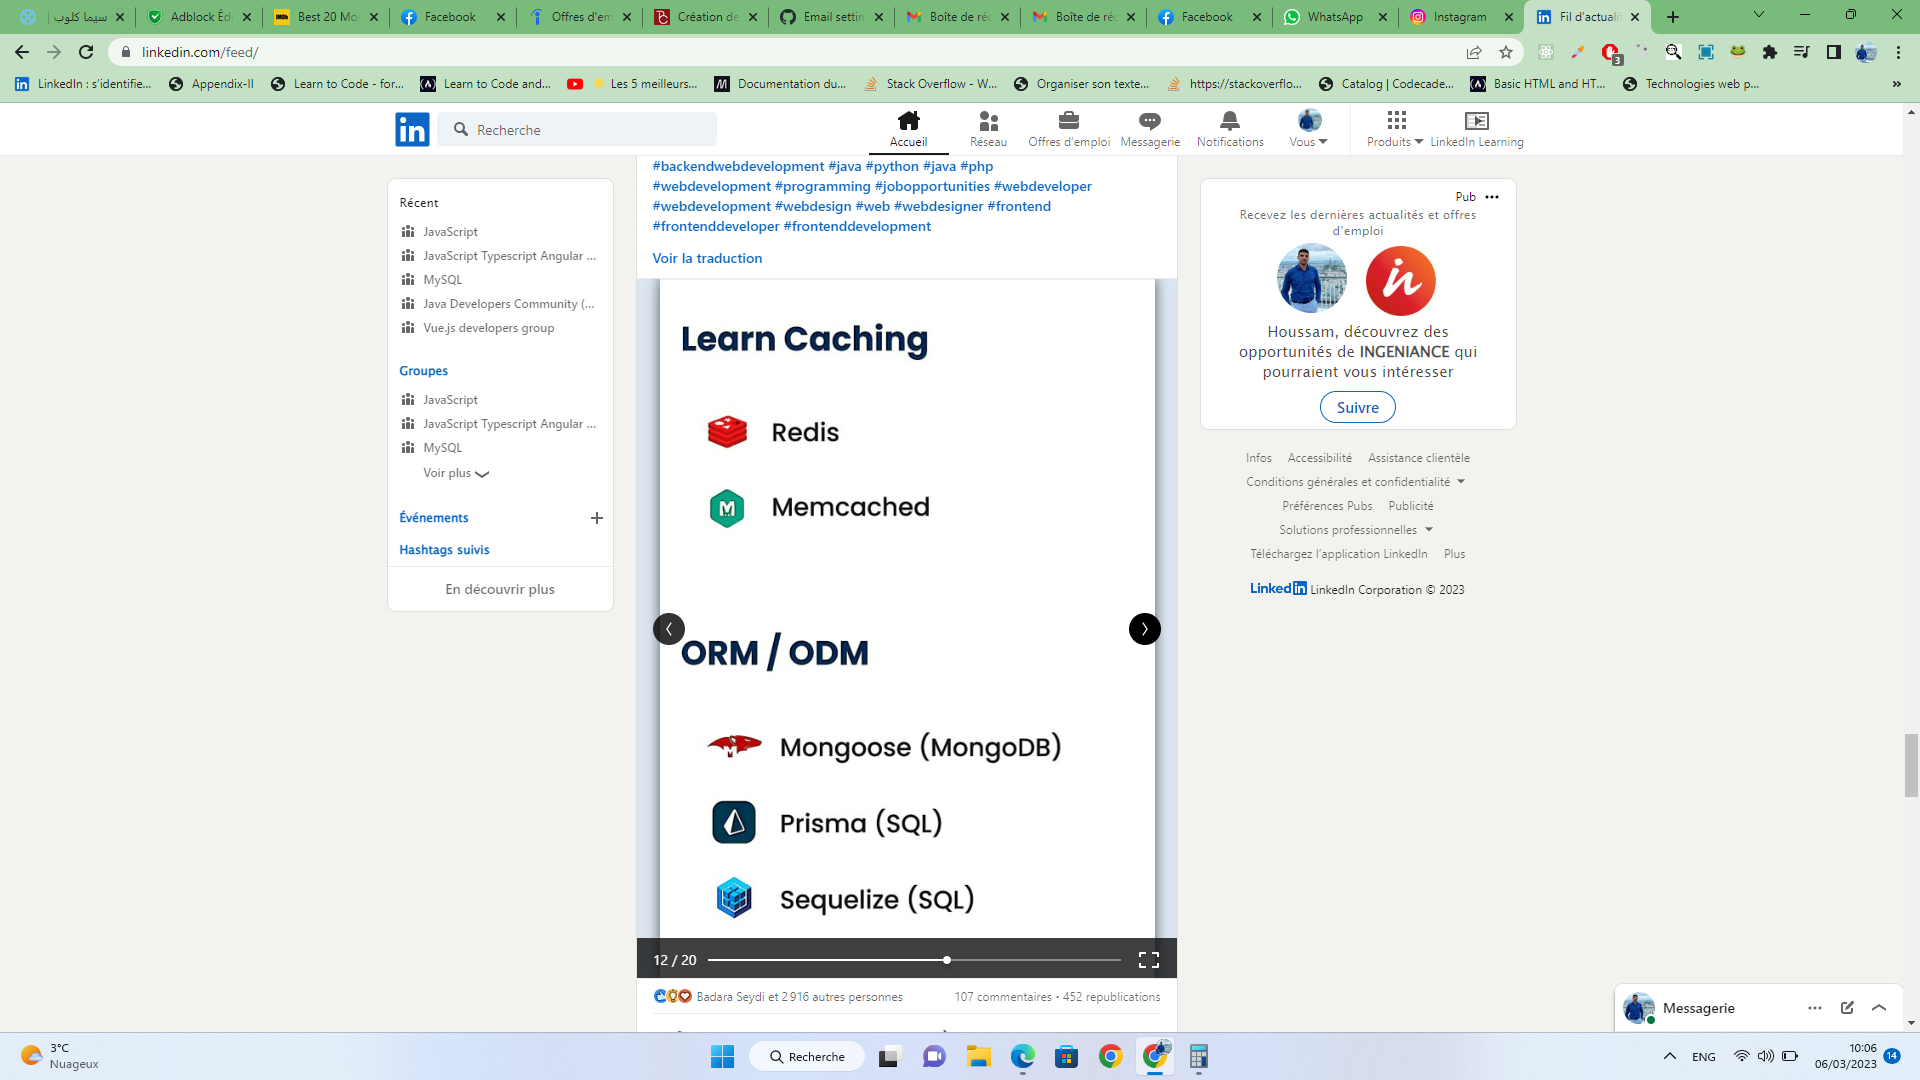 سيما كلوب |
Adblock Édi
Best 20 Mov
Facebook
Offres d'em
Création de
Email settin
Boîte de réc
Boîte de réc
Facebook
WhatsApp
Instagram
Fil d'actualit
linkedin.com/feed/
3
LinkedIn : s'identifie...
Appendix-II
Learn to Code - for...
Learn to Code and...
Les 5 meilleurs...
Documentation du...
Stack Overflow - W...
Organiser son texte...
https://stackoverflo...
Catalog | Codecade...
Basic HTML and HT...
Technologies web p...
»
in
Recherche
Accueil
Réseau
Offres d'emploi
Messagerie
Notifications
Vous
Produits
LinkedIn Learning
Récent
JavaScript
JavaScript Typescript Angular ...
MySQL
Java Developers Community (...
Vue.js developers group
Groupes
JavaScript
JavaScript Typescript Angular ...
MySQL
Voir plus
Événements
Hashtags suivis
En découvrir plus
#backendwebdevelopment #java #python #java #php
#webdevelopment #programming #jobopportunities #webdeveloper
#webdevelopment #webdesign #web #webdesigner #frontend
#frontenddeveloper #frontenddevelopment
Voir la traduction
Learn Caching
Redis
Memcached
ORM / ODM
Mongoose (MongoDB)
Prisma (SQL)
Sequelize (SQL)
12 / 20
Badara Seydi et 2 916 autres personnes
107 commentaires • 452 republications
Pub
Recevez les dernières actualités et offres
d'emploi
in
Houssam, découvrez des
opportunités de INGENIANCE qui
pourraient vous intéresser
Suivre
Infos Accessibilité Assistance clientèle
Conditions générales et confidentialité
Préférences Pubs Publicité
Solutions professionnelles
Téléchargez l'application LinkedIn Plus
LinkedIn LinkedIn Corporation © 2023
Messagerie
3°C
Nuageux
Recherche
ENG
10:06
06/03/2023
14